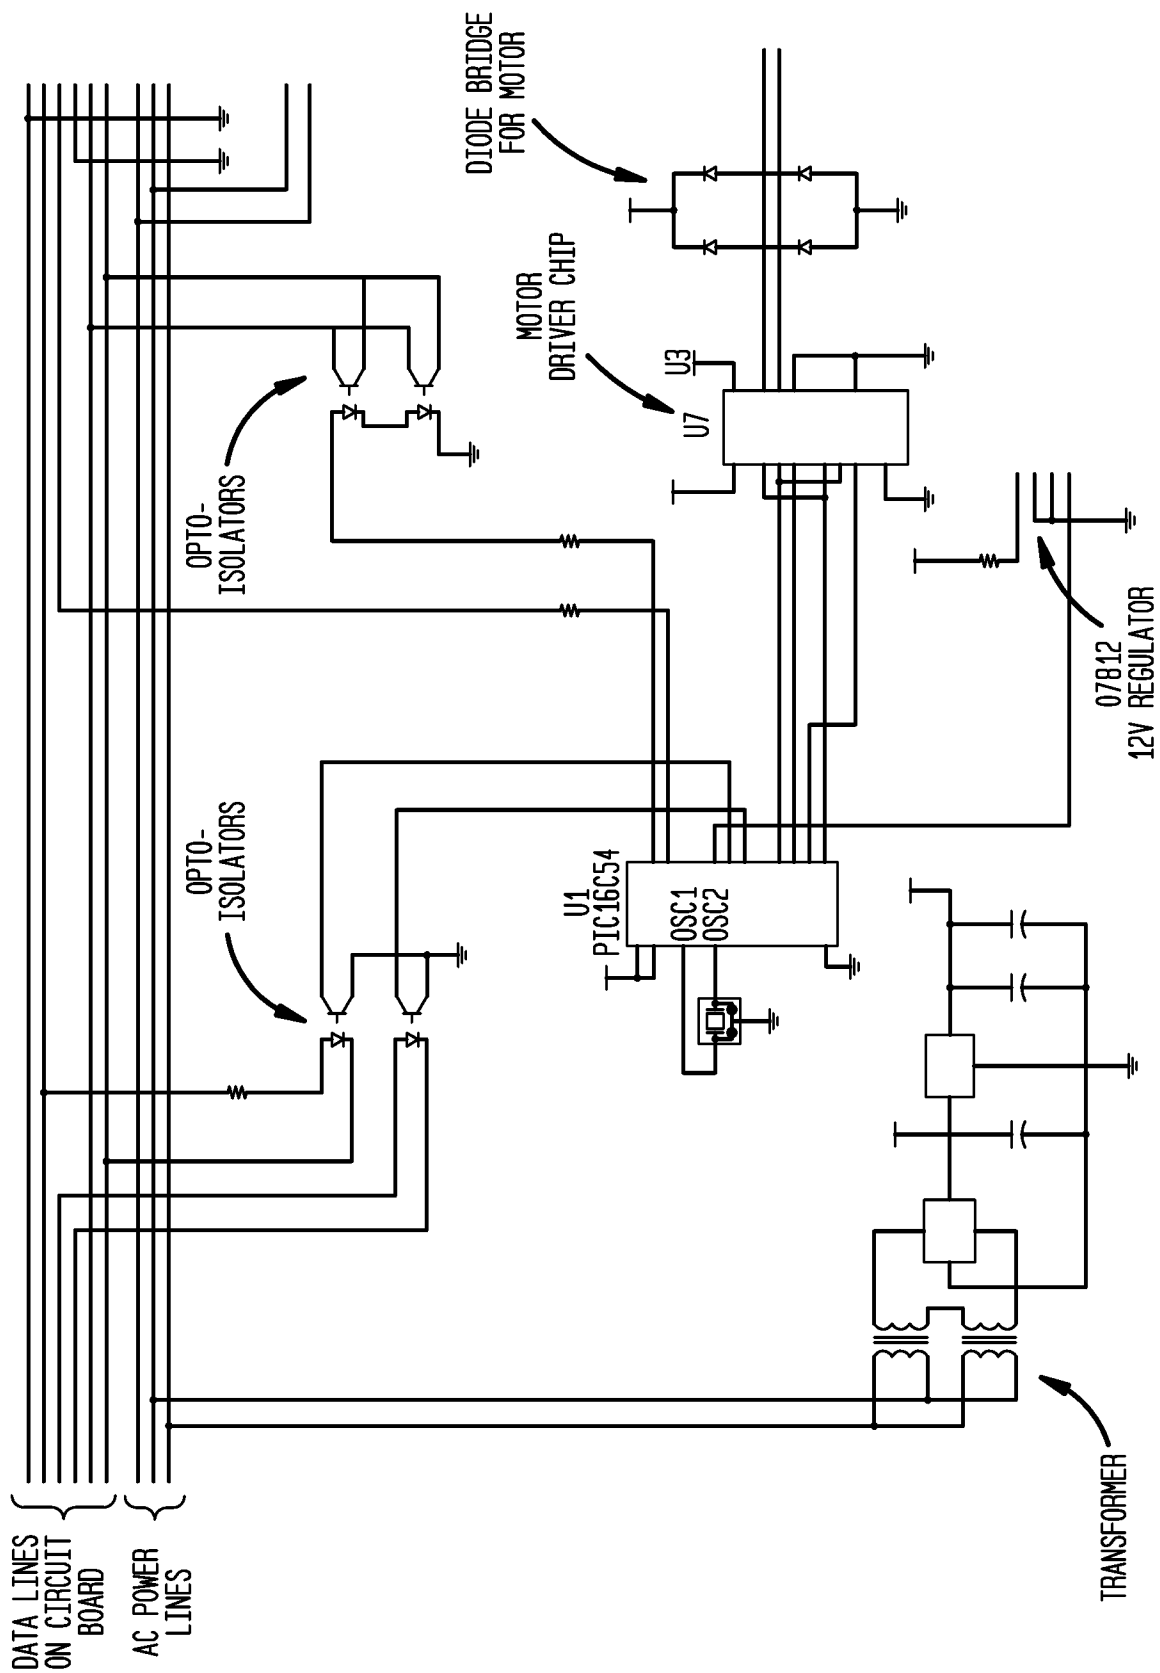 DATA LINES
ON CIRCUIT
BOARD
AC POWER
LINES
OPTO-
ISOLATORS
OPTO-
ISOLATORS
DIODE BRIDGE
FOR MOTOR
MOTOR
DRIVER CHIP
U3
U7
U1
PIC16C54
OSC1
OSC2
07812
12V REGULATOR
TRANSFORMER